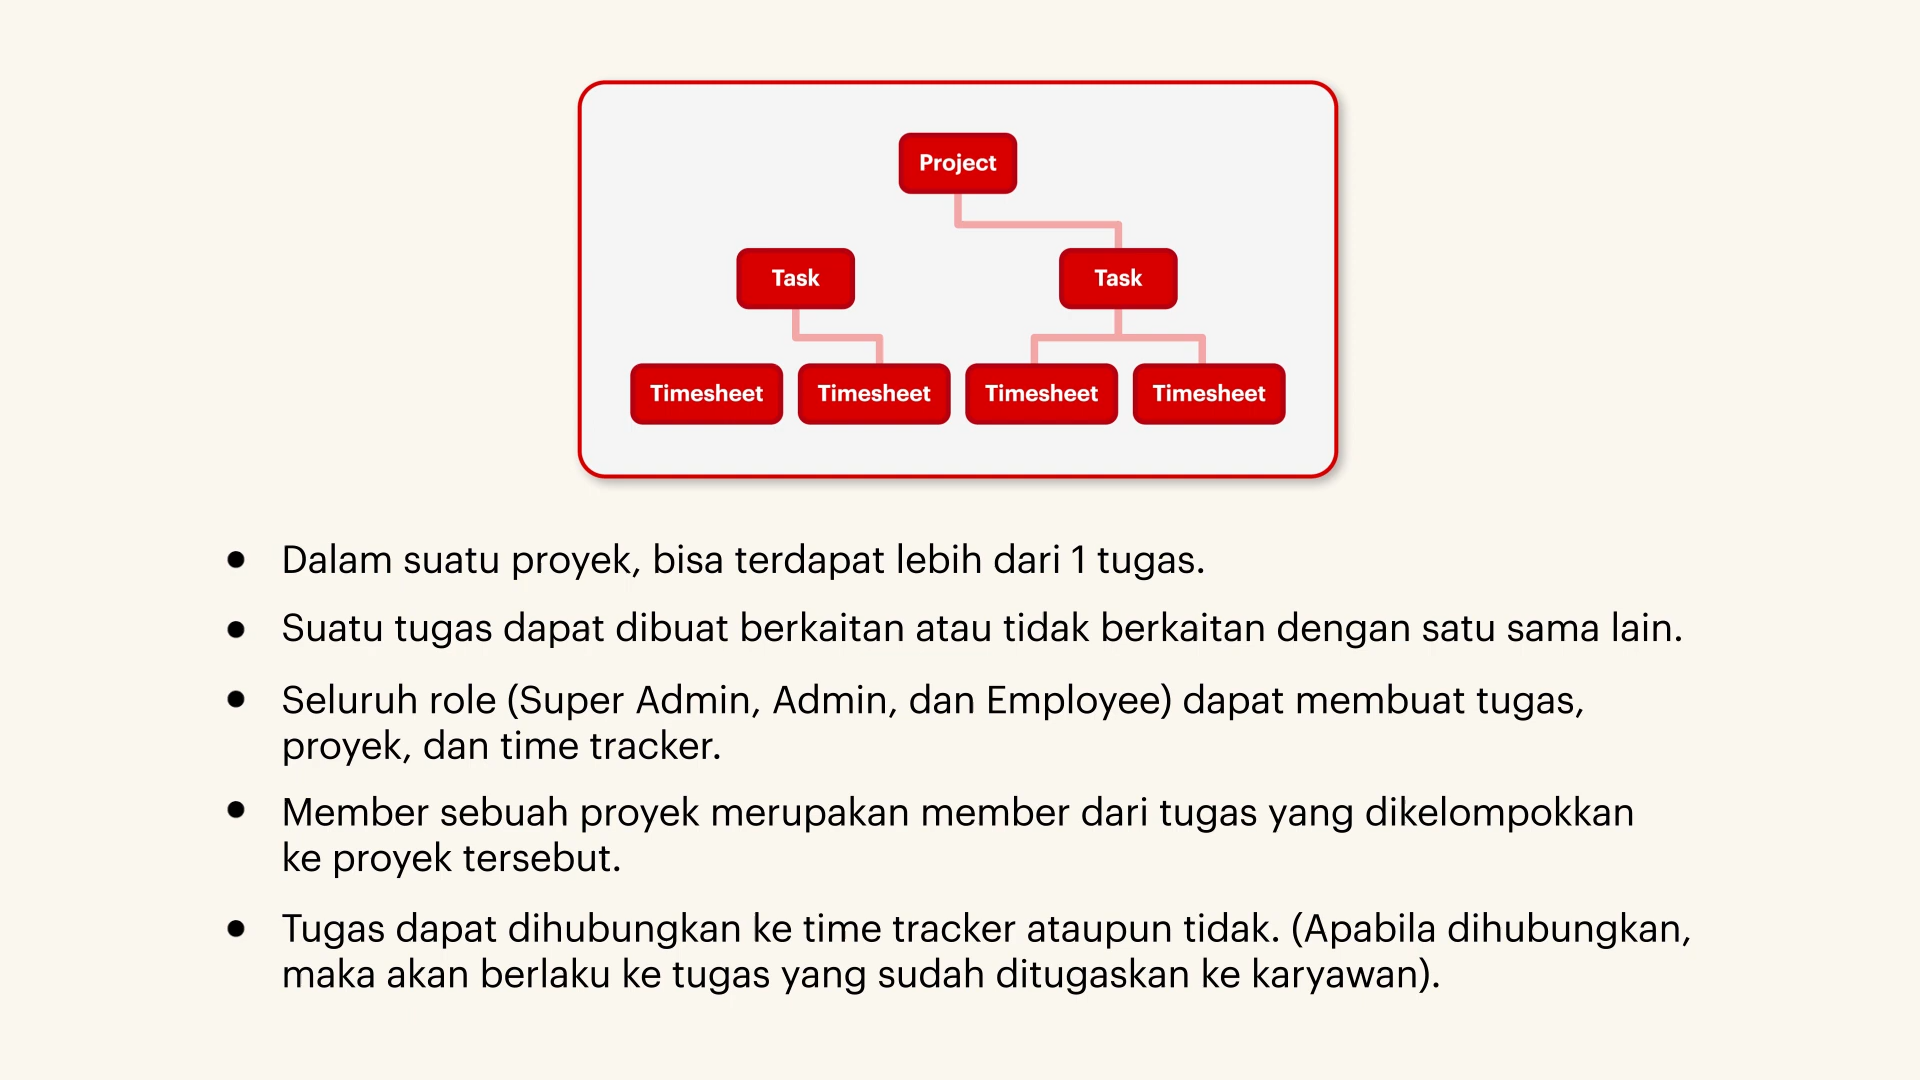 Project
Task Task
Timesheet Timesheet Timesheet Timesheet
• Dalam suatu proyek, bisa terdapat lebih dari 1 tugas.
• Suatu tugas dapat dibuat berkaitan atau tidak berkaitan dengan satu sama lain.
• Seluruh role (Super Admin, Admin, dan Employee) dapat membuat tugas,
proyek, dan time tracker.
• Member sebuah proyek merupakan member dari tugas yang dikelompokkan
ke proyek tersebut.
• Tugas dapat dihubungkan ke time tracker ataupun tidak. (Apabila dihubungkan,
maka akan berlaku ke tugas yang sudah ditugaskan ke karyawan).